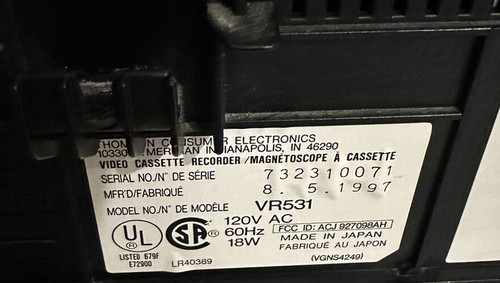 CONSUMER ELECTRONICS
INDIANAPOLIS, IN 46290
VIDEO CASSETTE RECORDER/MAGNÉTOSCOPE À CASSETTE
SERIAL NO./N° DE SÉRIE 732310071
MFR'D/FABRIQUÉ 8. 5.1997
MODEL NO./N° DE MODÈLE VR531
UL ® SA ® 120V AC FCC ID: ACJ 927098AH
60Hz MADE IN JAPAN
LISTED 679F 18W FABRIQUÉ AU JAPON
E72900 LR40389 (VGNS4249)